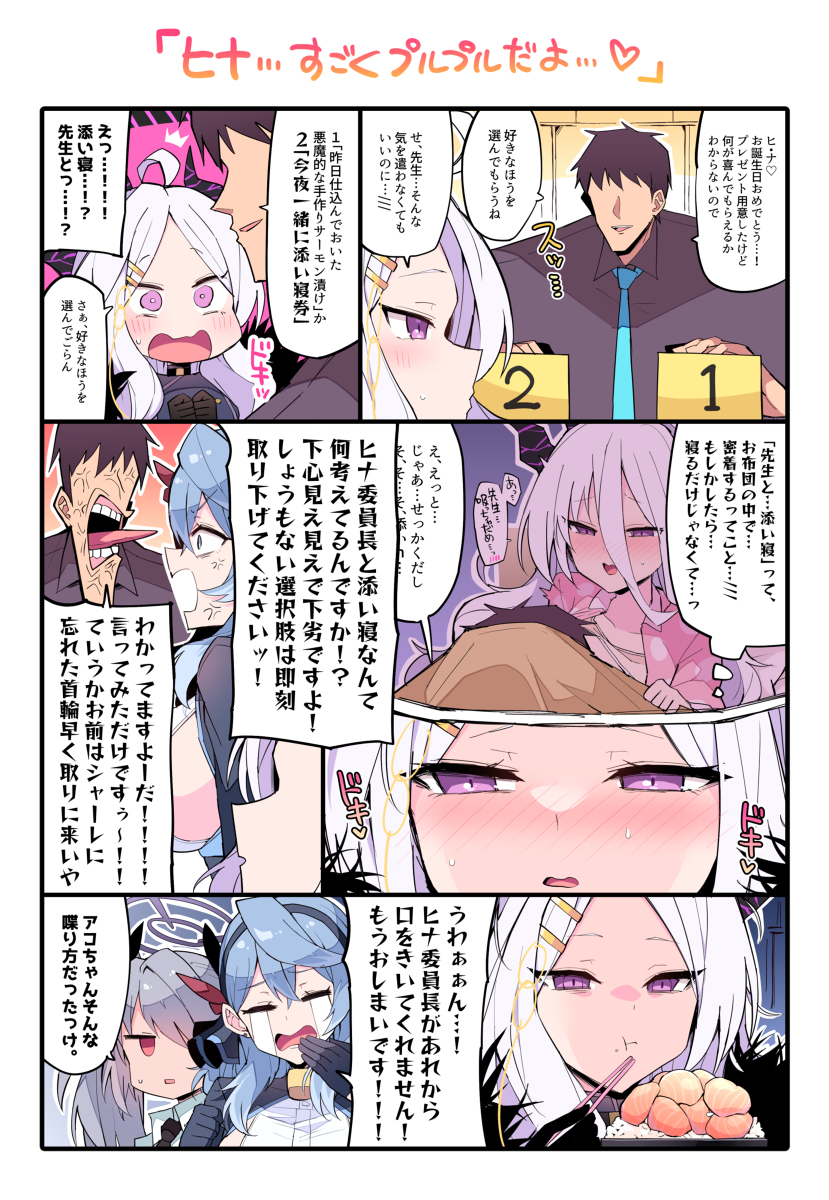 「ヒナ…すごくプルプルだよ…♡」
ヒナ♡
お誕生日おめでとう…！
プレゼント用意したけど
何が喜んでもらえるか
わからないので
好きなほうを
選んでもらうね
スッ…
1
2
せ、先生…そんな
気を遣わなくても
いいのに…///
1「昨日仕込んでおいた
悪魔的な手作りサーモン漬け」か
2「今夜一緒に添い寝券」
えっ…！！！
添い寝…！？
先生とっ…！？
ドキッ
さぁ、好きなほうを
選んでごらん
「先生と…添い寝」って、
お布団の中で…
密着するってこと…///
もしかしたら…
寝るだけじゃなくて…っ
あっ…
先生…
吸っちゃだめ…っ
え、えっと…
じゃあ…せっかくだし
そ、そ…そ、添い…
ドキ♡
ドキ♡
ヒナ委員長と添い寝なんて
何考えてるんですか！？
下心見え見えで下劣ですよ！
しょうもない選択肢は即刻
取り下げてくださいッ！
わかってますよーだ！！！！
言ってみただけですぅ〜！！！
ていうかお前はシャーレに
忘れた首輪早く取りに来いや
うわぁぁん…！
ヒナ委員長があれから
口をきいてくれません！
もうおしまいです！！！！
アコちゃんそんな
喋り方だったっけ。